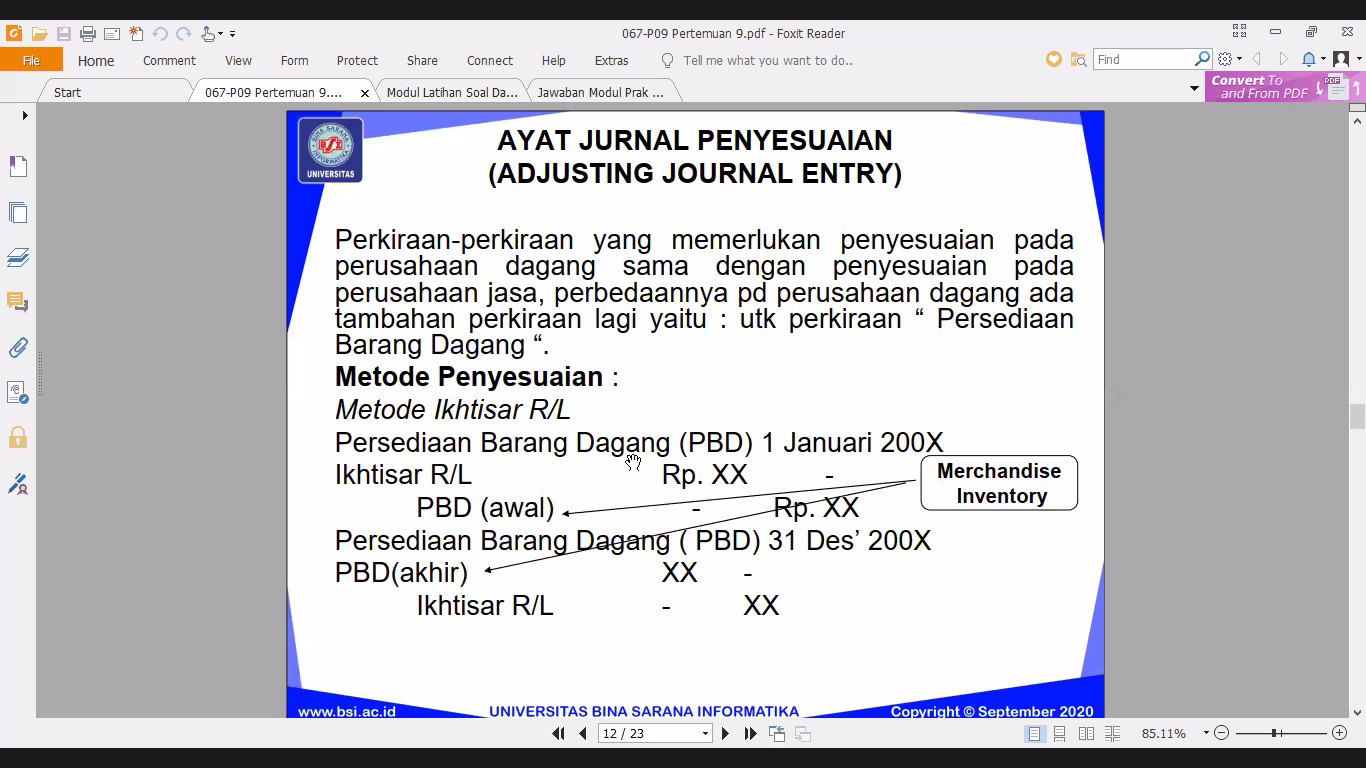 067-P09 Pertemuan 9.pdf - Foxit Reader
File Home Comment View Form Protect Share Connect Help Extras Tell me what you want to do.. Find
Start 067-P09 Pertemuan 9.... Modul Latihan Soal Da... Jawaban Modul Prak ...
Convert To
and From PDF
PDF
BINA SARANA
INFORMATIKA
UNIVERSITAS
AYAT JURNAL PENYESUAIAN
(ADJUSTING JOURNAL ENTRY)
Perkiraan-perkiraan yang memerlukan penyesuaian pada
perusahaan dagang sama dengan penyesuaian pada
perusahaan jasa, perbedaannya pd perusahaan dagang ada
tambahan perkiraan lagi yaitu : utk perkiraan “ Persediaan
Barang Dagang “.
Metode Penyesuaian :
Metode Ikhtisar R/L
Persediaan Barang Dagang (PBD) 1 Januari 200X
Ikhtisar R/L Rp. XX -
Merchandise
Inventory
PBD (awal) - Rp. XX
Persediaan Barang Dagang ( PBD) 31 Des’ 200X
PBD(akhir) XX -
Ikhtisar R/L - XX
www.bsi.ac.id UNIVERSITAS BINA SARANA INFORMATIKA Copyright © September 2020
12 / 23 85.11%